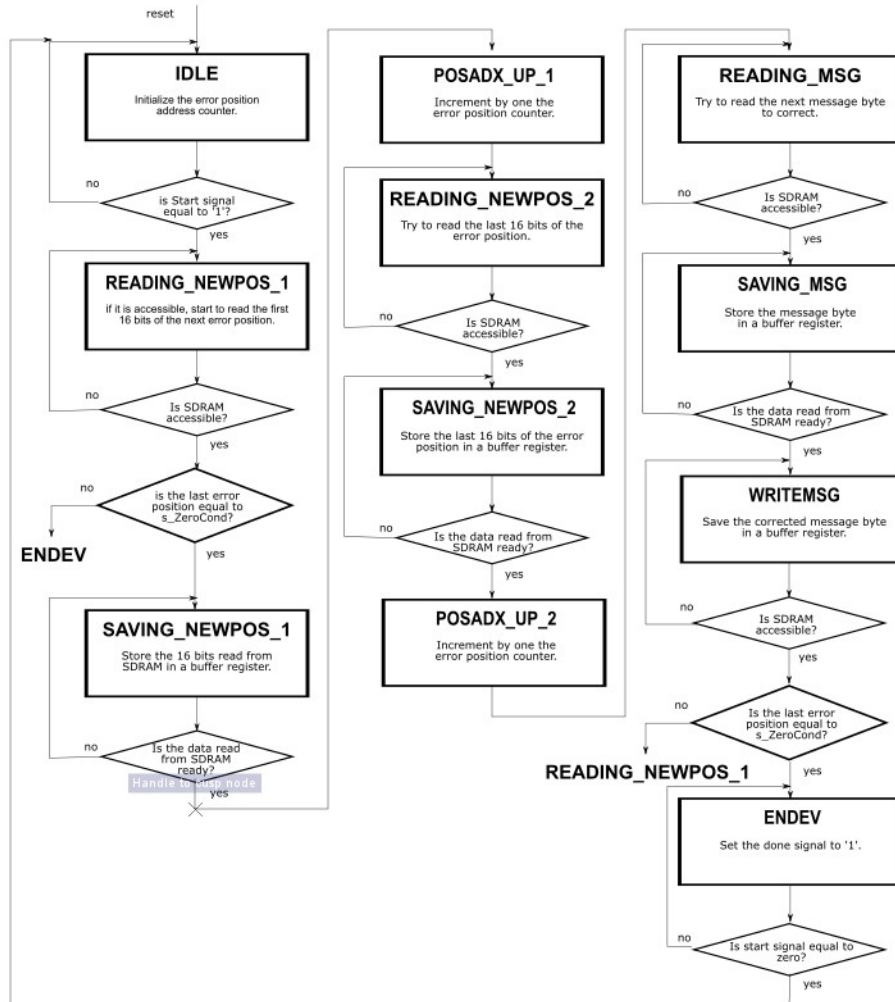 reset
IDLE
Initialize the error position
address counter.
no
is Start signal
equal to '1'?
yes
READING_NEWPOS_1
if it is accessible, start to read the first
16 bits of the next error position.
no
Is SDRAM
accessible?
yes
no
is the last error
position equal to
s_ZeroCond?
ENDEV
yes
SAVING_NEWPOS_1
Store the 16 bits read from
SDRAM in a buffer register.
no
Is the data read
from SDRAM
ready?
Handle to cusp node
yes
POSADX_UP_1
Increment by one the
error position counter.
READING_NEWPOS_2
Try to read the last 16 bits of the
error position.
no
Is SDRAM
accessible?
yes
SAVING_NEWPOS_2
Store the last 16 bits of the error
position in a buffer register.
no
Is the data read from
SDRAM ready?
yes
POSADX_UP_2
Increment by one the
error position counter.
READING_MSG
Try to read the next message byte
to correct.
no
Is SDRAM
accessible?
yes
SAVING_MSG
Store the message byte
in a buffer register.
no
Is the data read from
SDRAM ready?
yes
WRITEMSG
Save the corrected message byte
in a buffer register.
no
Is SDRAM
accessible?
yes
no
Is the last error
position equal to
s_ZeroCond?
READING_NEWPOS_1
yes
ENDEV
Set the done signal to '1'.
no
Is start signal equal to
zero?
yes